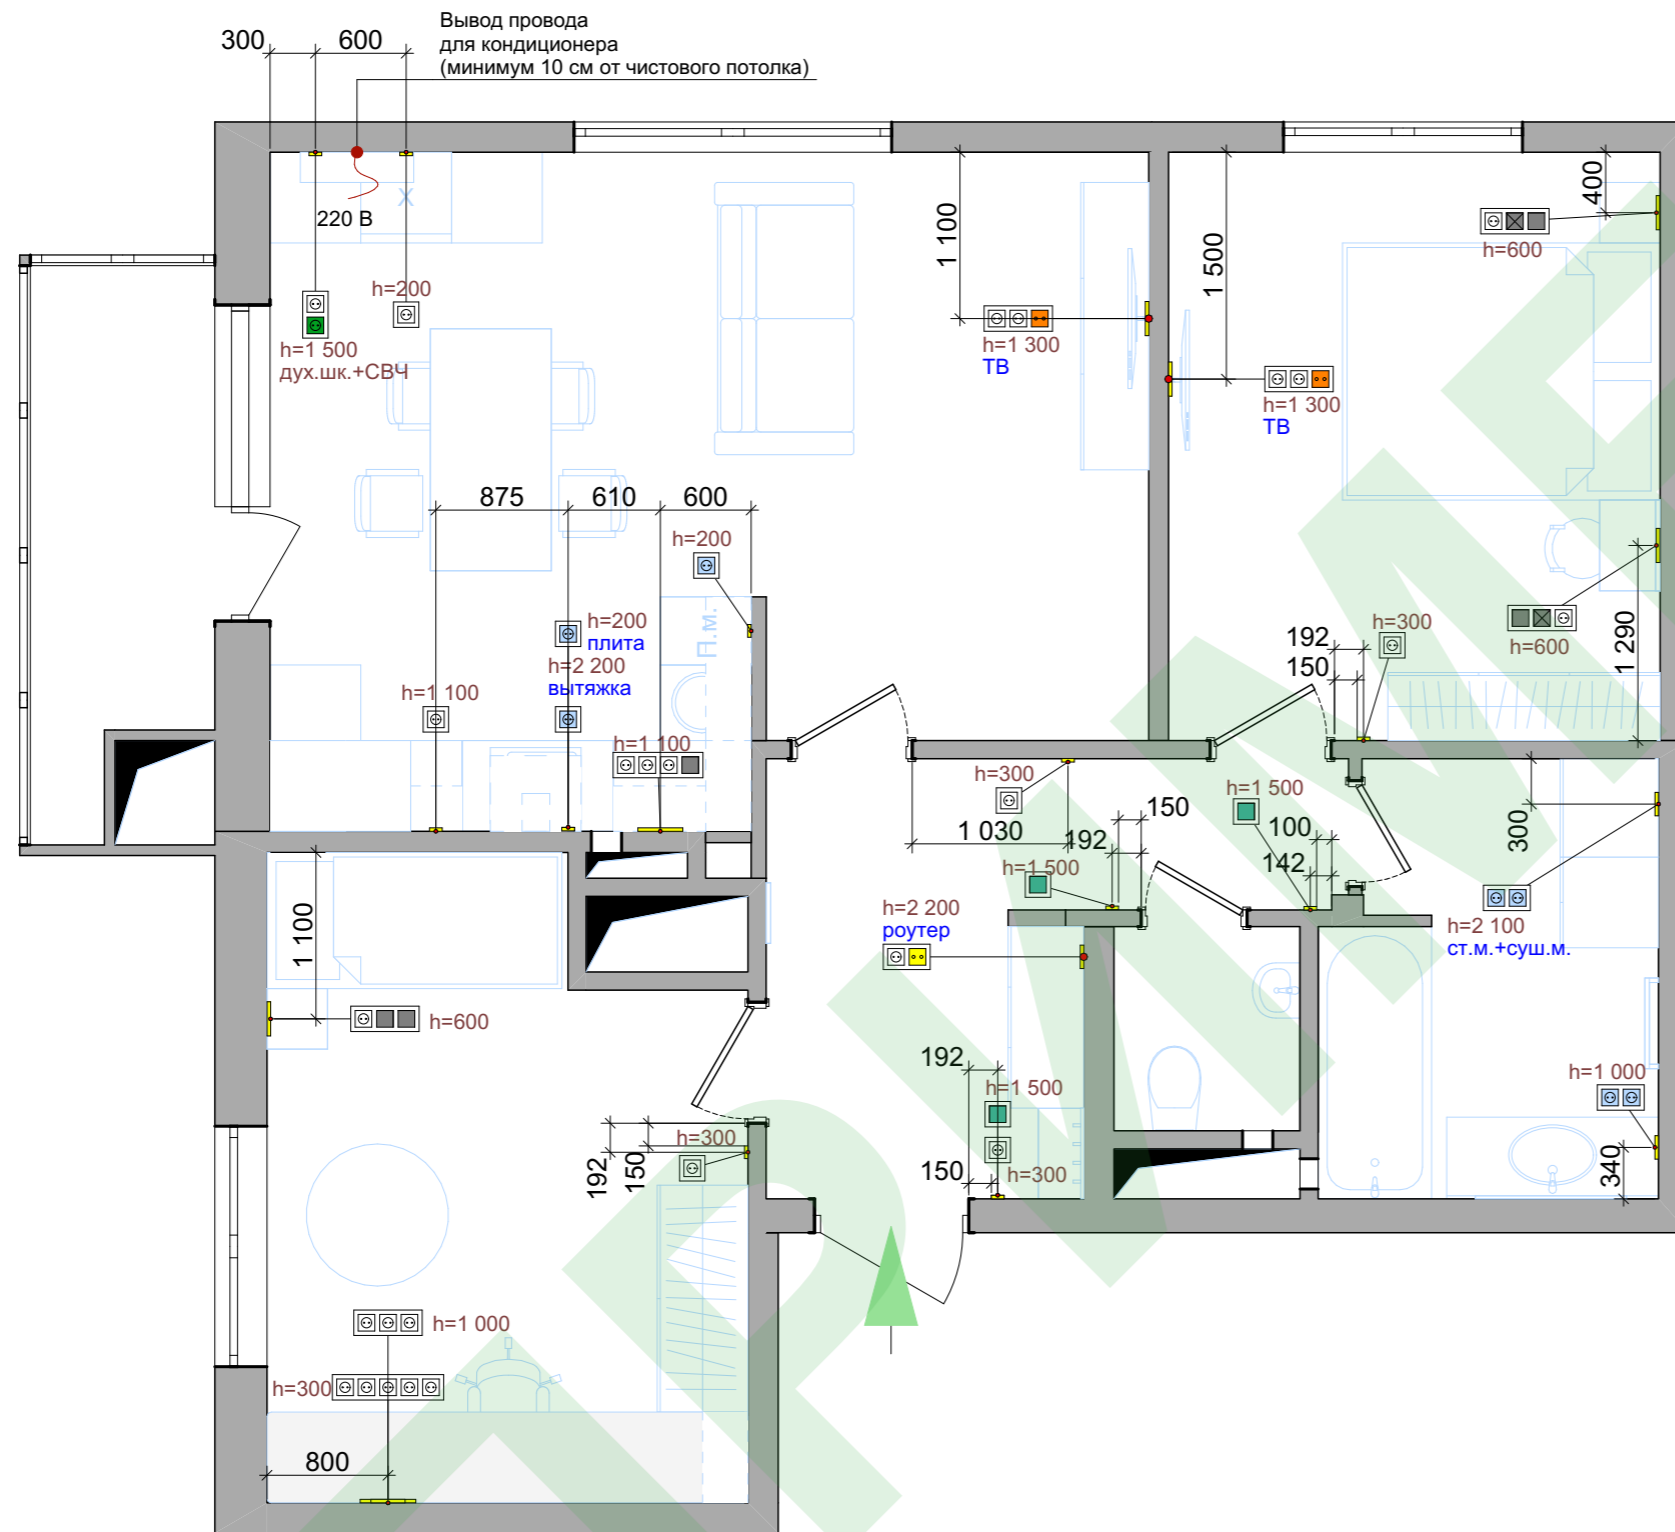 Вывод провода
для кондиционера
(минимум 10 см от чистового потолка)
300
600
220 В
h=200
h=1 500
дух.шк.+СВЧ
1 100
h=1 300
ТВ
1 500
h=1 300
ТВ
400
h=600
875
610
600
h=200
h=200
плита
h=2 200
вытяжка
П.м.
h=1 100
h=1 100
h=600
1 290
192
150
h=300
h=300
1 030
150
192
h=1 500
h=1 500
100
142
300
h=2 100
ст.м.+суш.м.
h=2 200
роутер
1 100
h=600
192
h=1 500
150
h=300
h=1 000
340
192
150
h=300
h=1 000
h=300
800